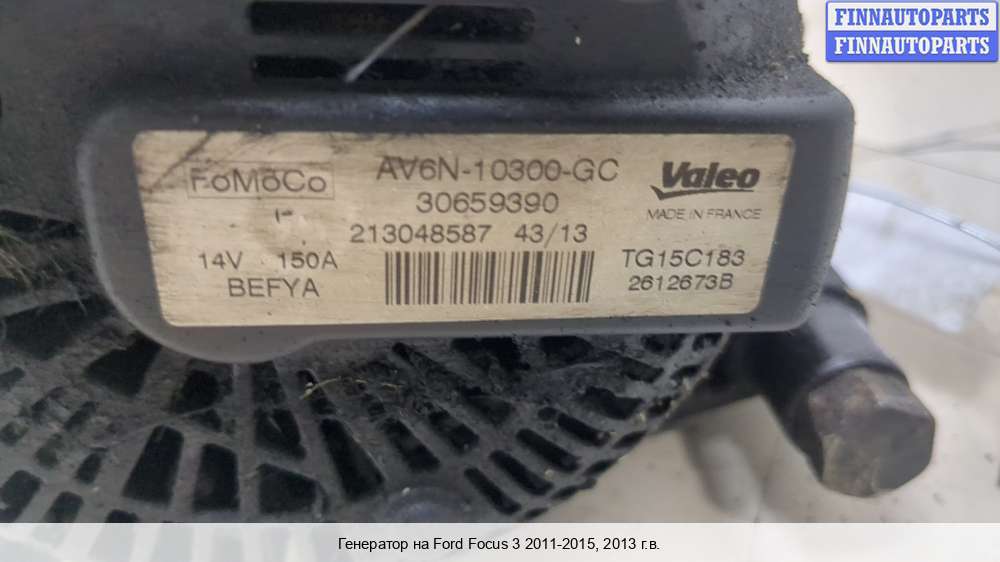 FINNAUTOPARTS
FINNAUTOPARTS
FoMoCo
AV6N-10300-GC
30659390
Valeo
MADE IN FRANCE
213048587 43/13
14V 150A
BEFYA
TG15C183
2612673B
Генератор на Ford Focus 3 2011-2015, 2013 г.в.